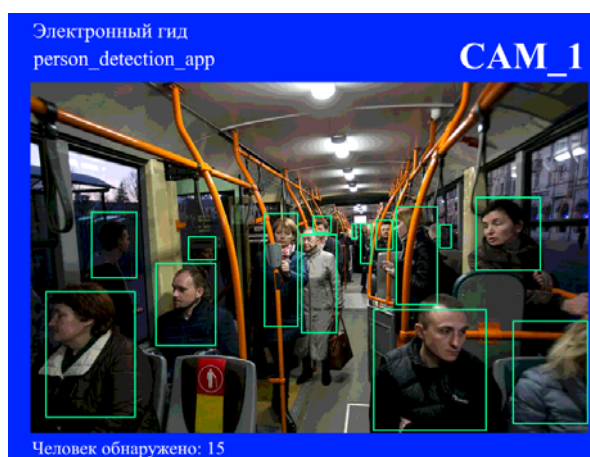 Электронный гид
person_detection_app
CAM_1
Человек обнаружено: 15